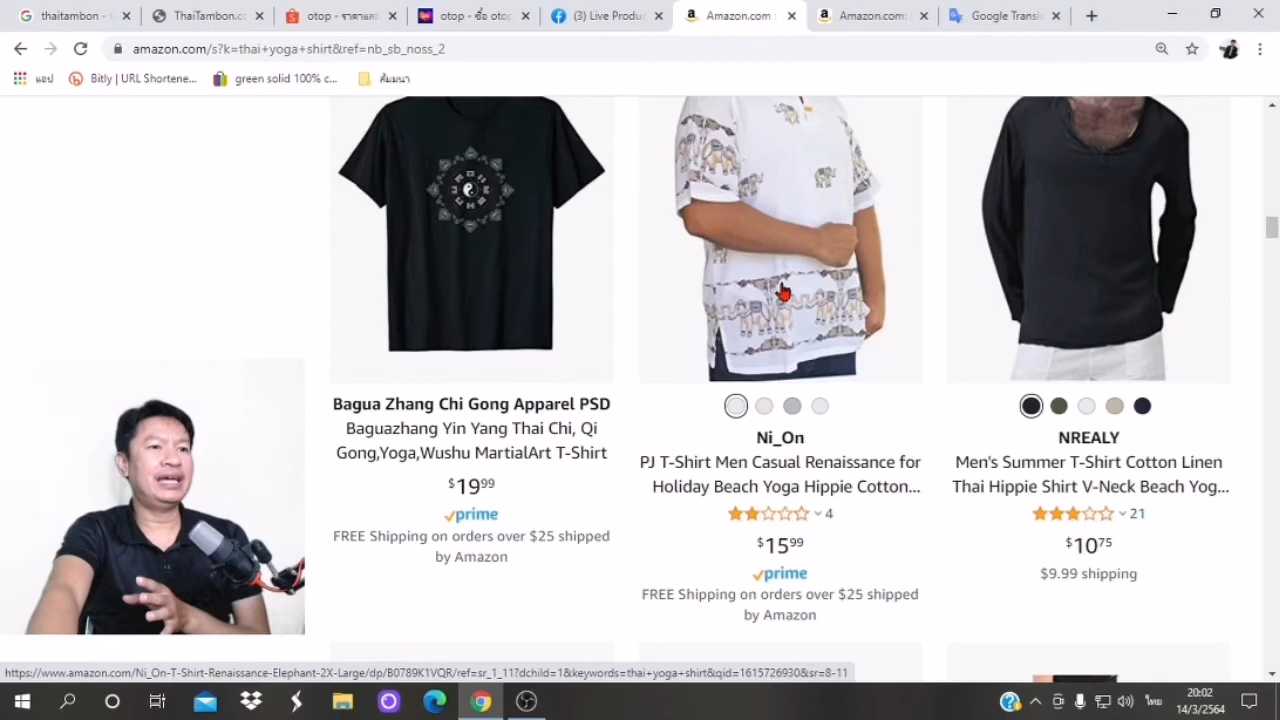 thaitambon -
ThaiTambon.co
otop - ราคาและ
otop - ซื้อ otop
(3) Live Produc
Amazon.com :
Amazon.com:
Google Transla
amazon.com/s?k=thai+yoga+shirt&ref=nb_sb_noss_2
แอป
Bitly | URL Shortene...
green solid 100% c...
สัมมนา
Bagua Zhang Chi Gong Apparel PSD
Baguazhang Yin Yang Thai Chi, Qi
Gong,Yoga,Wushu MartialArt T-Shirt
$19.99
prime
FREE Shipping on orders over $25 shipped
by Amazon
Ni_On
PJ T-Shirt Men Casual Renaissance for
Holiday Beach Yoga Hippie Cotton...
4
$15.99
prime
FREE Shipping on orders over $25 shipped
by Amazon
NREALY
Men's Summer T-Shirt Cotton Linen
Thai Hippie Shirt V-Neck Beach Yog...
21
$10.75
$9.99 shipping
https://www.amazon.com/Ni_On-T-Shirt-Renaissance-Elephant-2X-Large/dp/B0789K1VQR/ref=sr_1_11?dchild=1&keywords=thai+yoga+shirt&qid=1615726930&sr=8-11
ไทย
20:02
14/3/2564